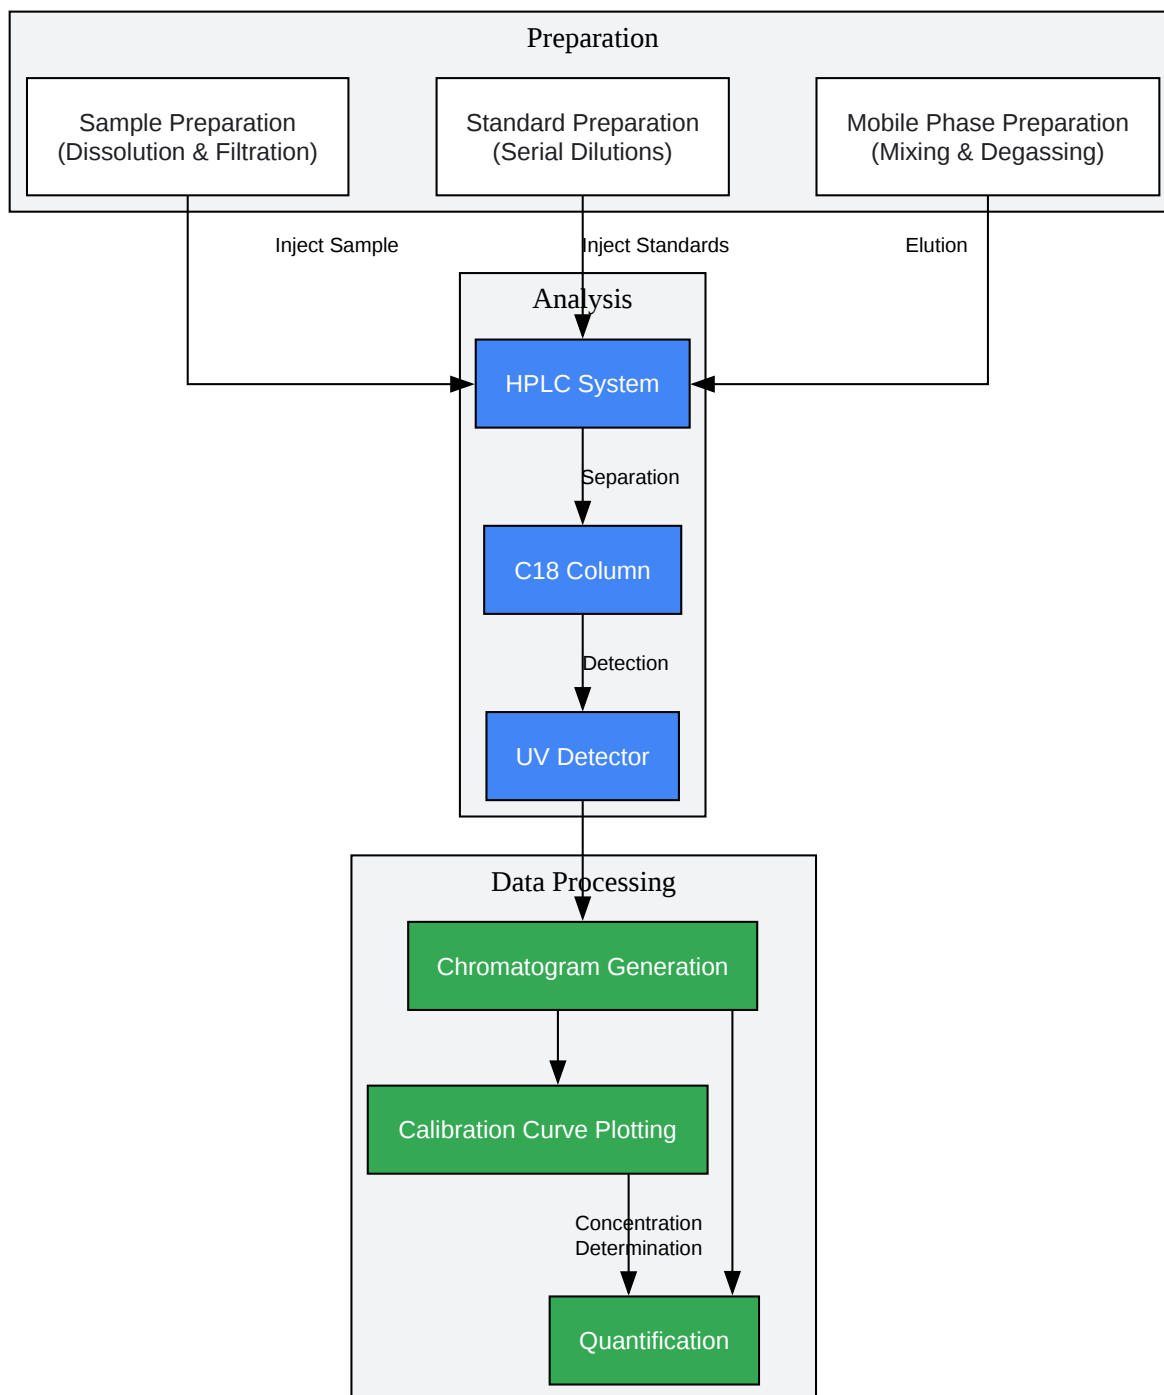 Preparation
Sample Preparation
(Dissolution & Filtration)
Standard Preparation
(Serial Dilutions)
Mobile Phase Preparation
(Mixing & Degassing)
Inject Sample
Inject Standards
Elution
Analysis
HPLC System
Separation
C18 Column
Detection
UV Detector
Data Processing
Chromatogram Generation
Calibration Curve Plotting
Concentration
Determination
Quantification